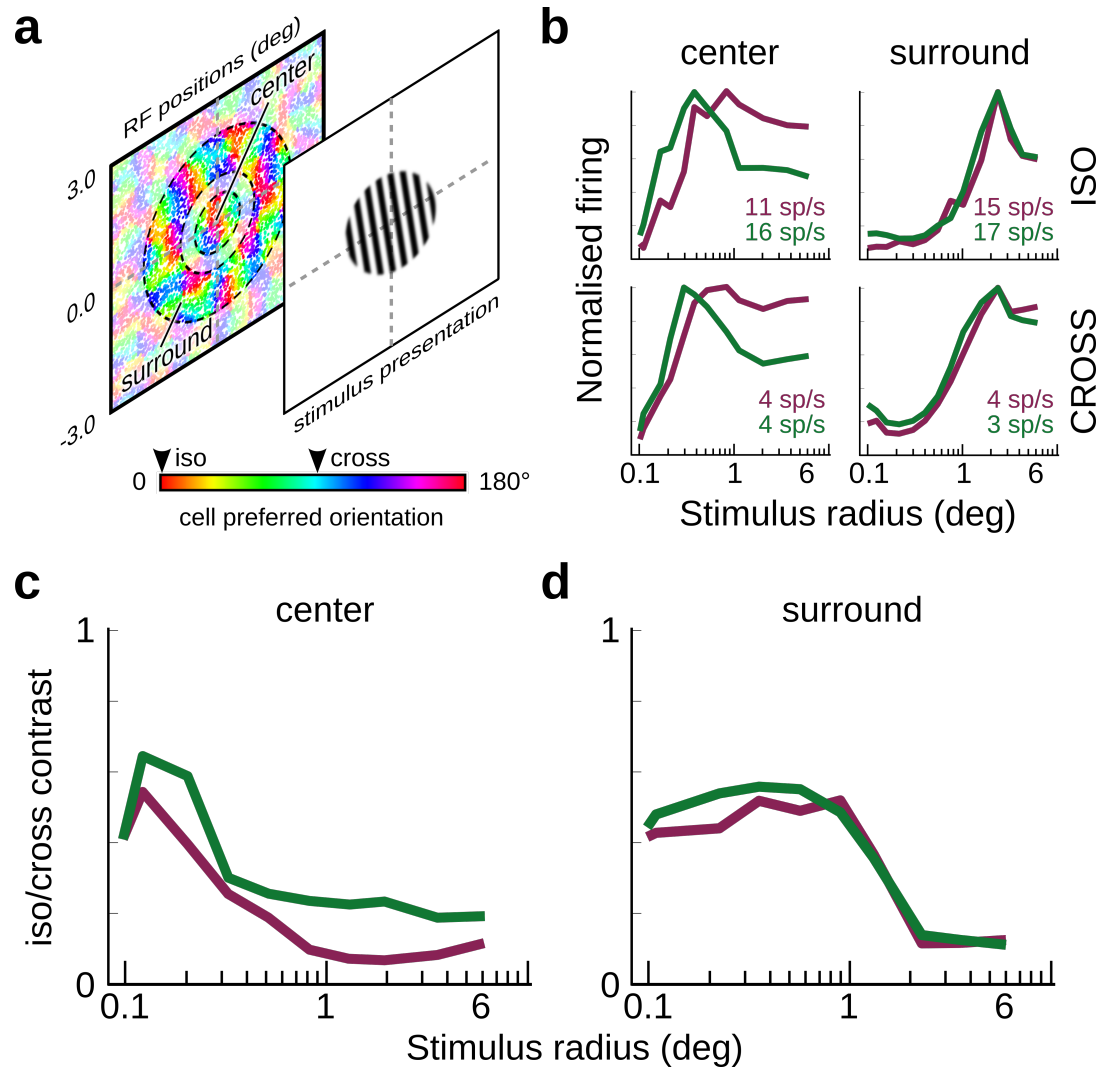 a
RF positions (deg)
center
3.0
0.0
-3.0
surround
stimulus presentation
iso
cross
0
180°
cell preferred orientation
b
center
surround
Normalised firing
11 sp/s
16 sp/s
15 sp/s
17 sp/s
ISO
4 sp/s
4 sp/s
4 sp/s
3 sp/s
CROSS
0.1 1 6
0.1 1 6
Stimulus radius (deg)
c
center
1
iso/cross contrast
0
0.1 1 6
d
surround
1
0
0.1 1 6
Stimulus radius (deg)